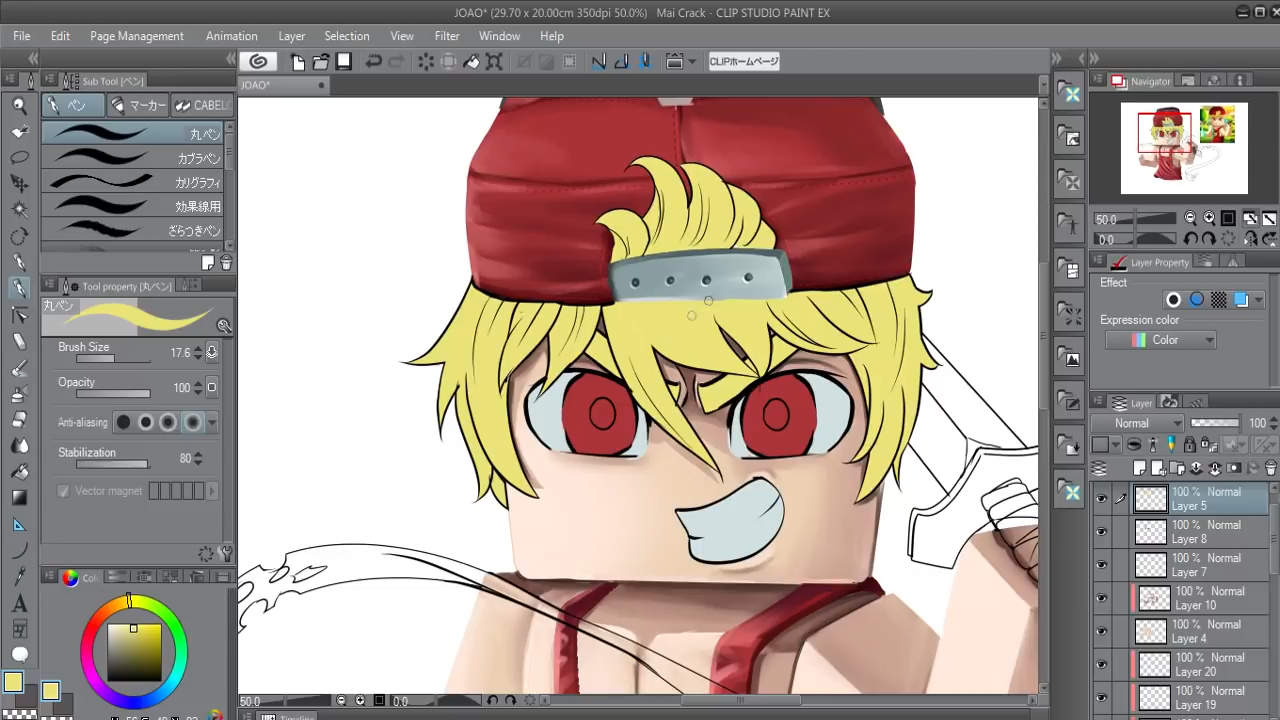 JOAO* (29.70 x 20.00cm 350dpi 50.0%) Mai Crack - CLIP STUDIO PAINT EX
File Edit Page Management Animation Layer Selection View Filter Window Help
Sub Tool [ペン]
CLIPホームページ
Navigator
JOAO*
ペン マーカー CABELO
丸ペン
カブラペン
カリグラフィ
効果線用
ざらつきペン
50.0
0.0
Tool property [丸ペン]
Layer Property
丸ペン
Effect
Expression color
Color
Brush Size 17.6
Opacity 100
Anti-aliasing
Stabilization 80
Vector magnet
Layer
Normal 100
100 % Normal
Layer 5
100 % Normal
Layer 8
100 % Normal
Layer 7
100 % Normal
Layer 10
100 % Normal
Layer 4
100 % Normal
Layer 20
100 % Normal
Layer 19
50.0 0.0
Timeline